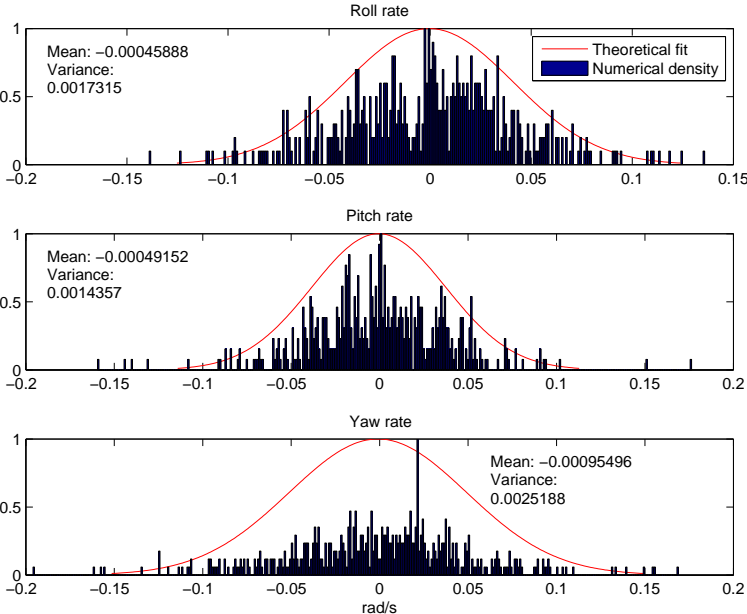 Roll rate
1
Mean: −0.00045888
Variance:
0.0017315
Theoretical fit
Numerical density
0.5
0
−0.2 −0.15 −0.1 −0.05 0 0.05 0.1 0.15
Pitch rate
1
Mean: −0.00049152
Variance:
0.0014357
0.5
0
−0.2 −0.15 −0.1 −0.05 0 0.05 0.1 0.15 0.2
Yaw rate
1
Mean: −0.00095496
Variance:
0.0025188
0.5
0
−0.2 −0.15 −0.1 −0.05 0 0.05 0.1 0.15 0.2
rad/s